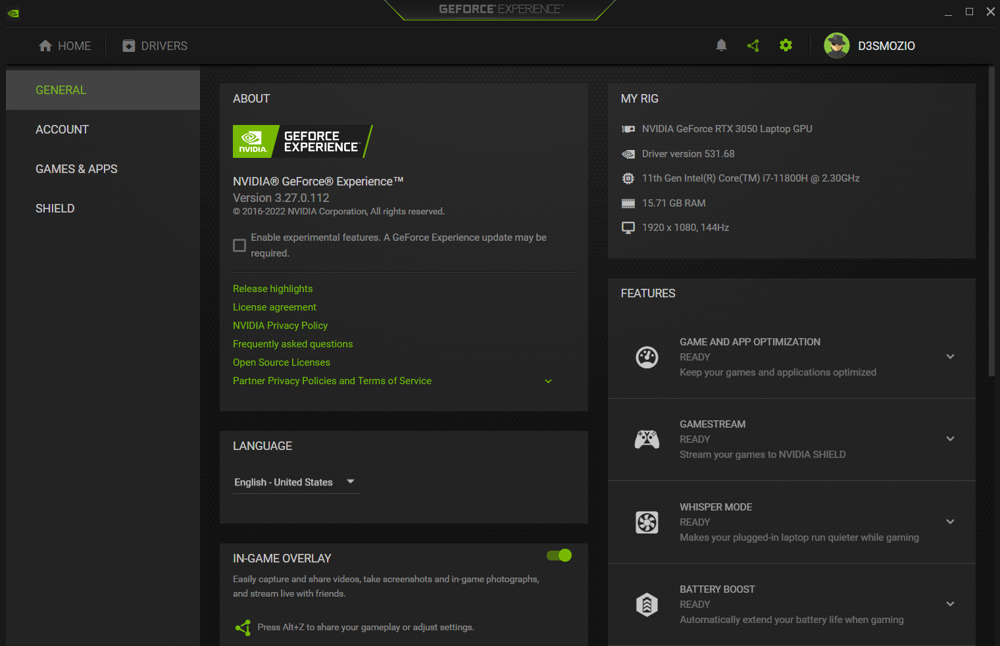 GEFORCE® EXPERIENCE™
HOME
DRIVERS
D3SMOZIO
GENERAL
ACCOUNT
GAMES & APPS
SHIELD
ABOUT
NVIDIA.
GEFORCE
EXPERIENCE™
NVIDIA® GeForce® Experience™
Version 3.27.0.112
© 2016-2022 NVIDIA Corporation, All rights reserved.
Enable experimental features. A GeForce Experience update may be
required.
Release highlights
License agreement
NVIDIA Privacy Policy
Frequently asked questions
Open Source Licenses
Partner Privacy Policies and Terms of Service
LANGUAGE
English - United States
IN-GAME OVERLAY
Easily capture and share videos, take screenshots and in-game photographs,
and stream live with friends.
Press Alt+Z to share your gameplay or adjust settings.
MY RIG
NVIDIA GeForce RTX 3050 Laptop GPU
Driver version 531.68
11th Gen Intel(R) Core(TM) i7-11800H @ 2.30GHz
15.71 GB RAM
1920 x 1080, 144Hz
FEATURES
GAME AND APP OPTIMIZATION
READY
Keep your games and applications optimized
GAMESTREAM
READY
Stream your games to NVIDIA SHIELD
WHISPER MODE
READY
Makes your plugged-in laptop run quieter while gaming
BATTERY BOOST
READY
Automatically extend your battery life when gaming